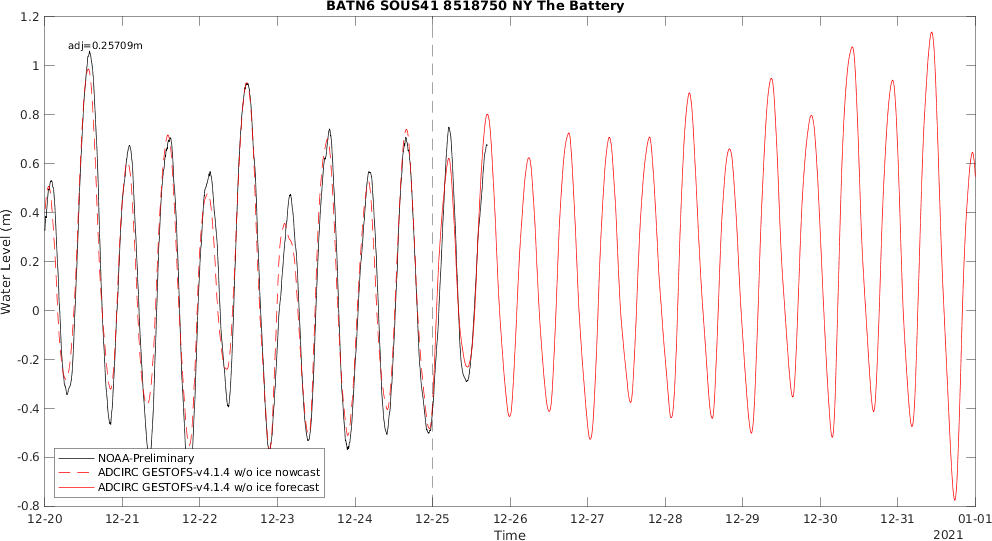 BATN6 SOUS41 8518750 NY The Battery
adj=0.25709m
1.2
1
0.8
0.6
0.4
0.2
0
-0.2
-0.4
-0.6
-0.8
Water Level (m)
NOAA-Preliminary
ADCIRC GESTOFS-v4.1.4 w/o ice nowcast
ADCIRC GESTOFS-v4.1.4 w/o ice forecast
12-20 12-21 12-22 12-23 12-24 12-25 12-26 12-27 12-28 12-29 12-30 12-31 01-01
Time
2021